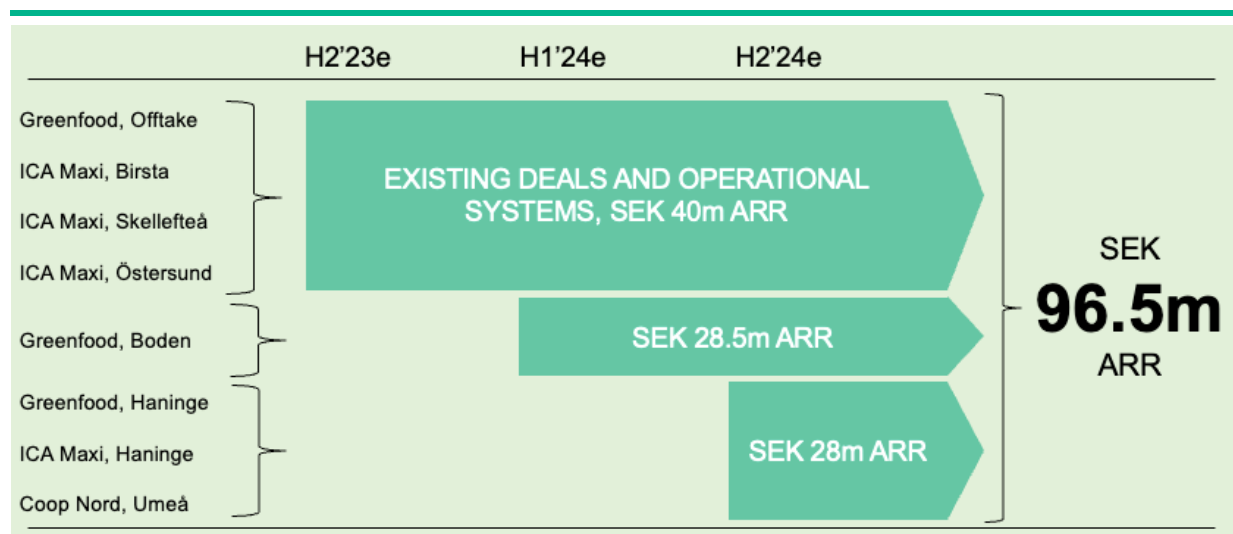 H2’23e
H1’24e
H2’24e
Greenfood, Offtake
ICA Maxi, Birsta
ICA Maxi, Skellefteå
ICA Maxi, Östersund
EXISTING DEALS AND OPERATIONAL
SYSTEMS, SEK 40m ARR
Greenfood, Boden
SEK 28.5m ARR
Greenfood, Haninge
ICA Maxi, Haninge
Coop Nord, Umeå
SEK 28m ARR
SEK
96.5m
ARR